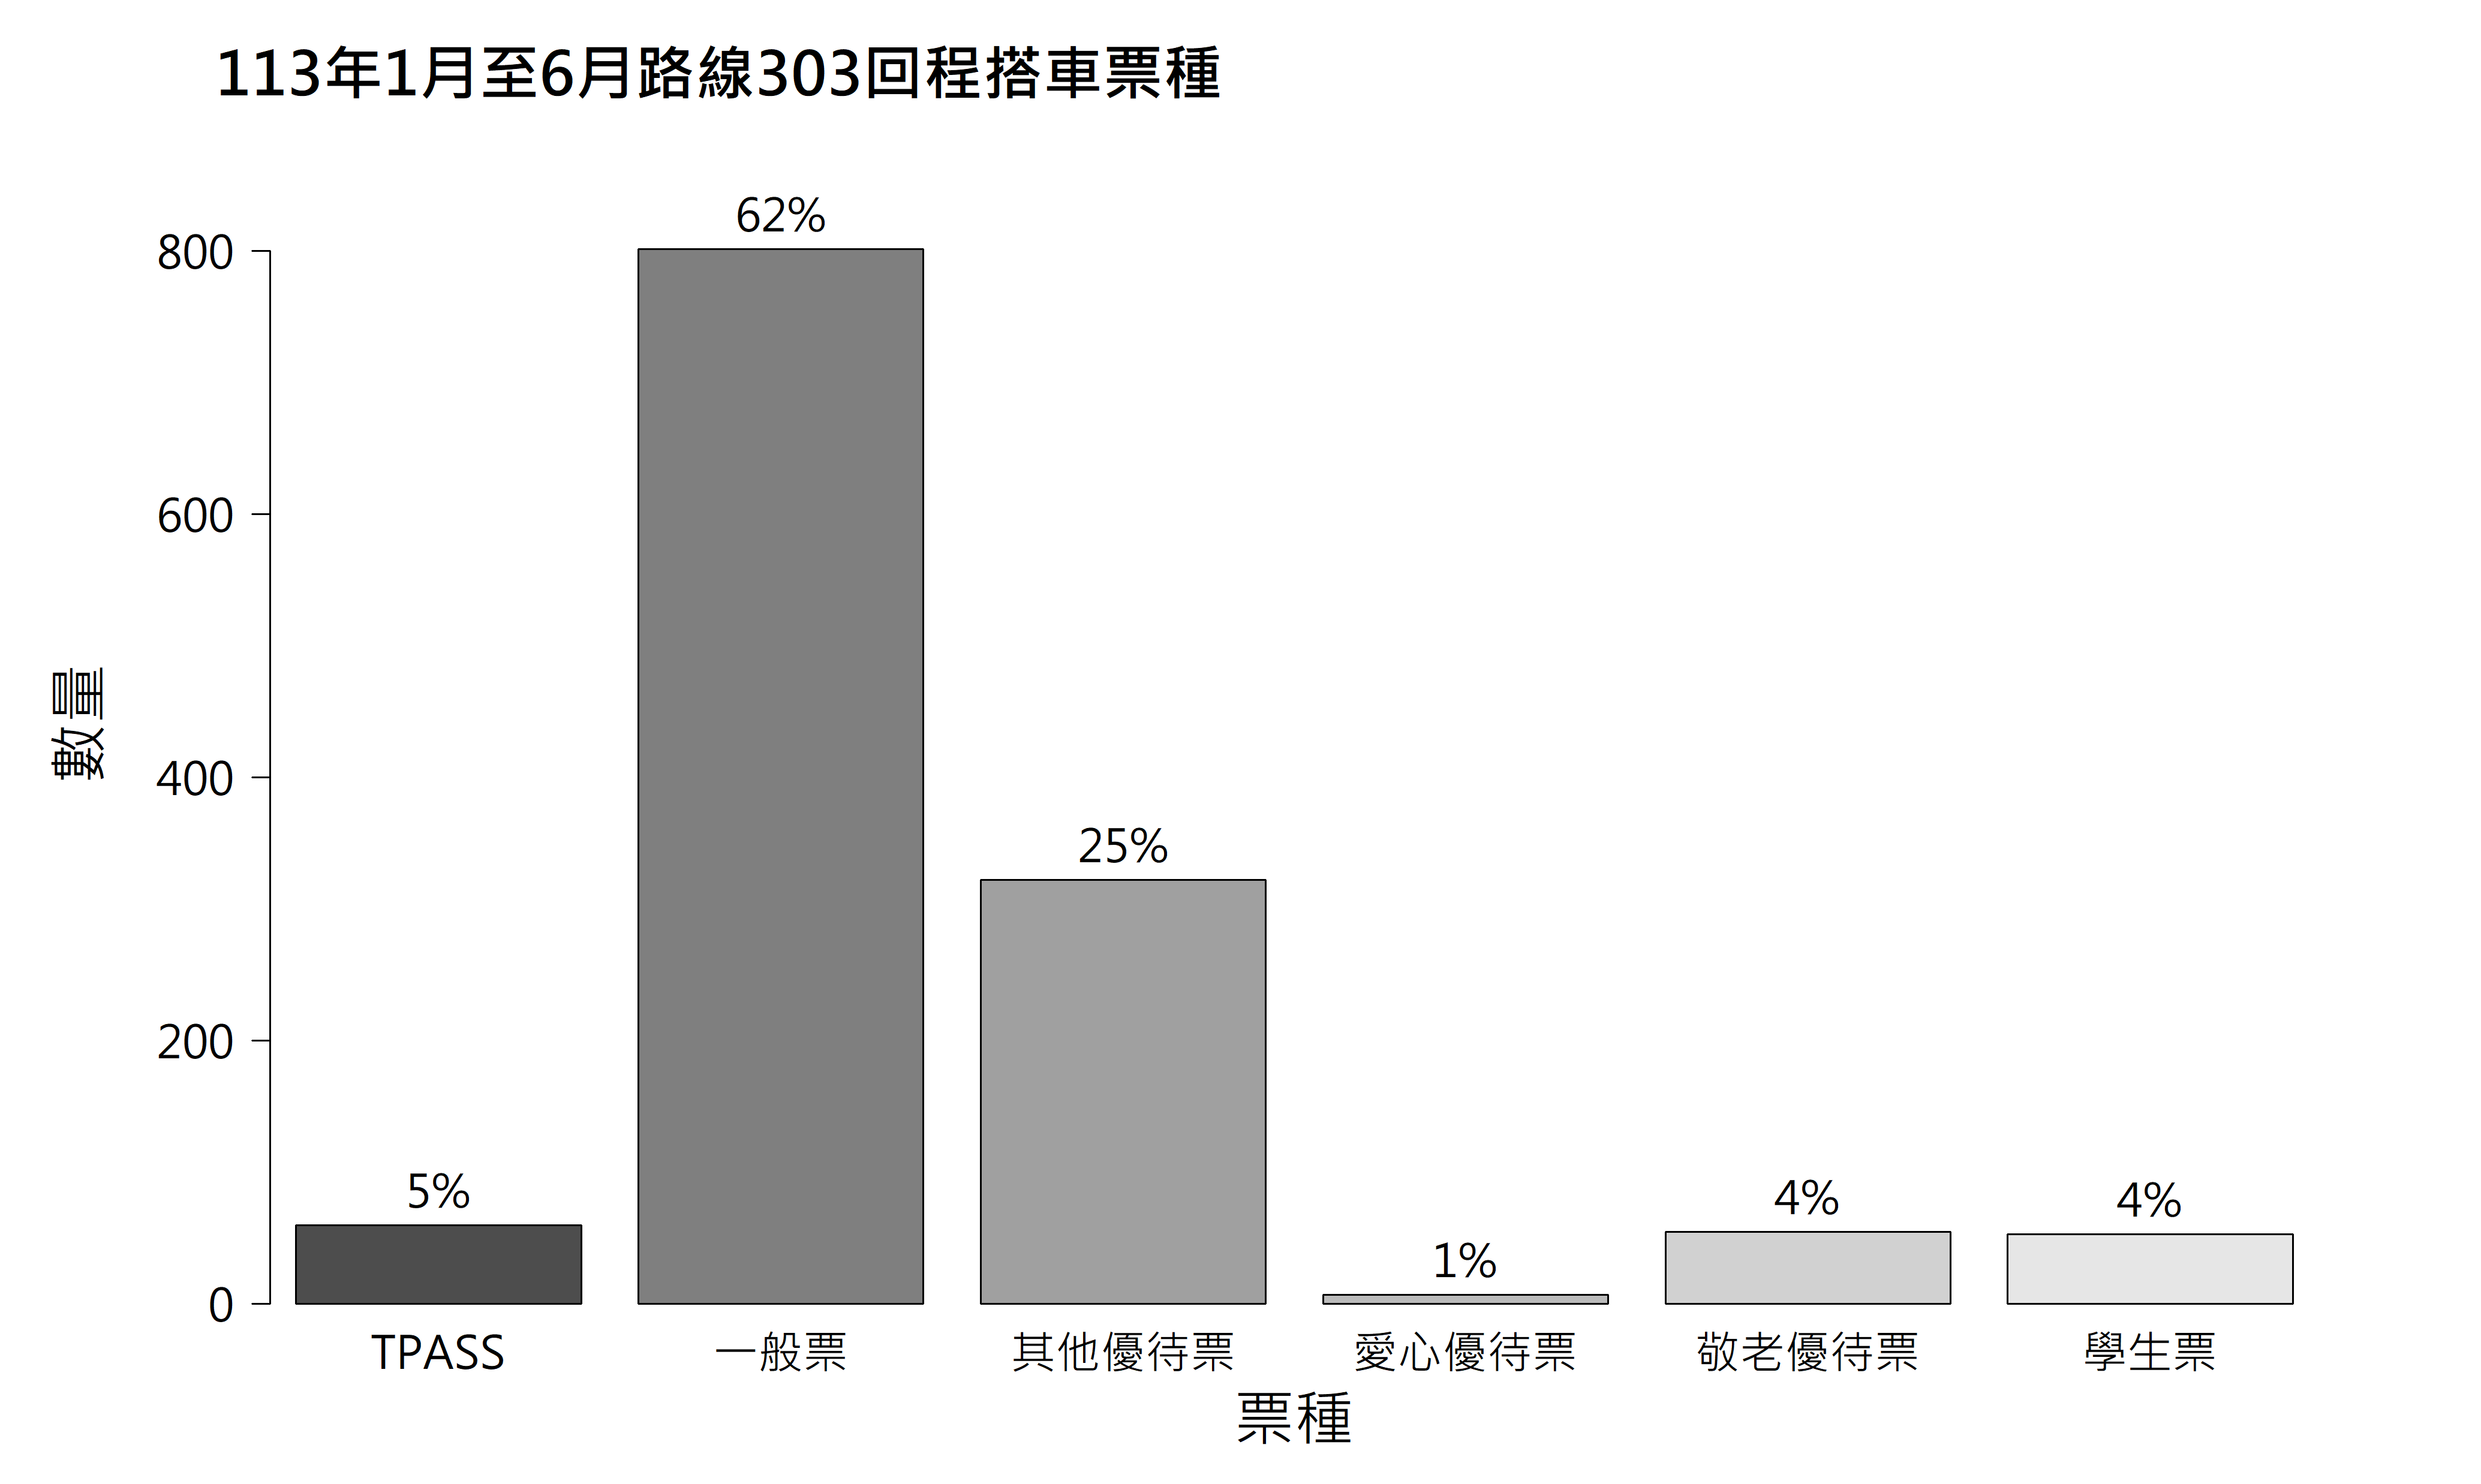 113年1月至6月路線303回程搭車票種
數量
800
600
400
200
0
5%
62%
25%
1%
4%
4%
TPASS
一般票
其他優待票
愛心優待票
敬老優待票
學生票
票種